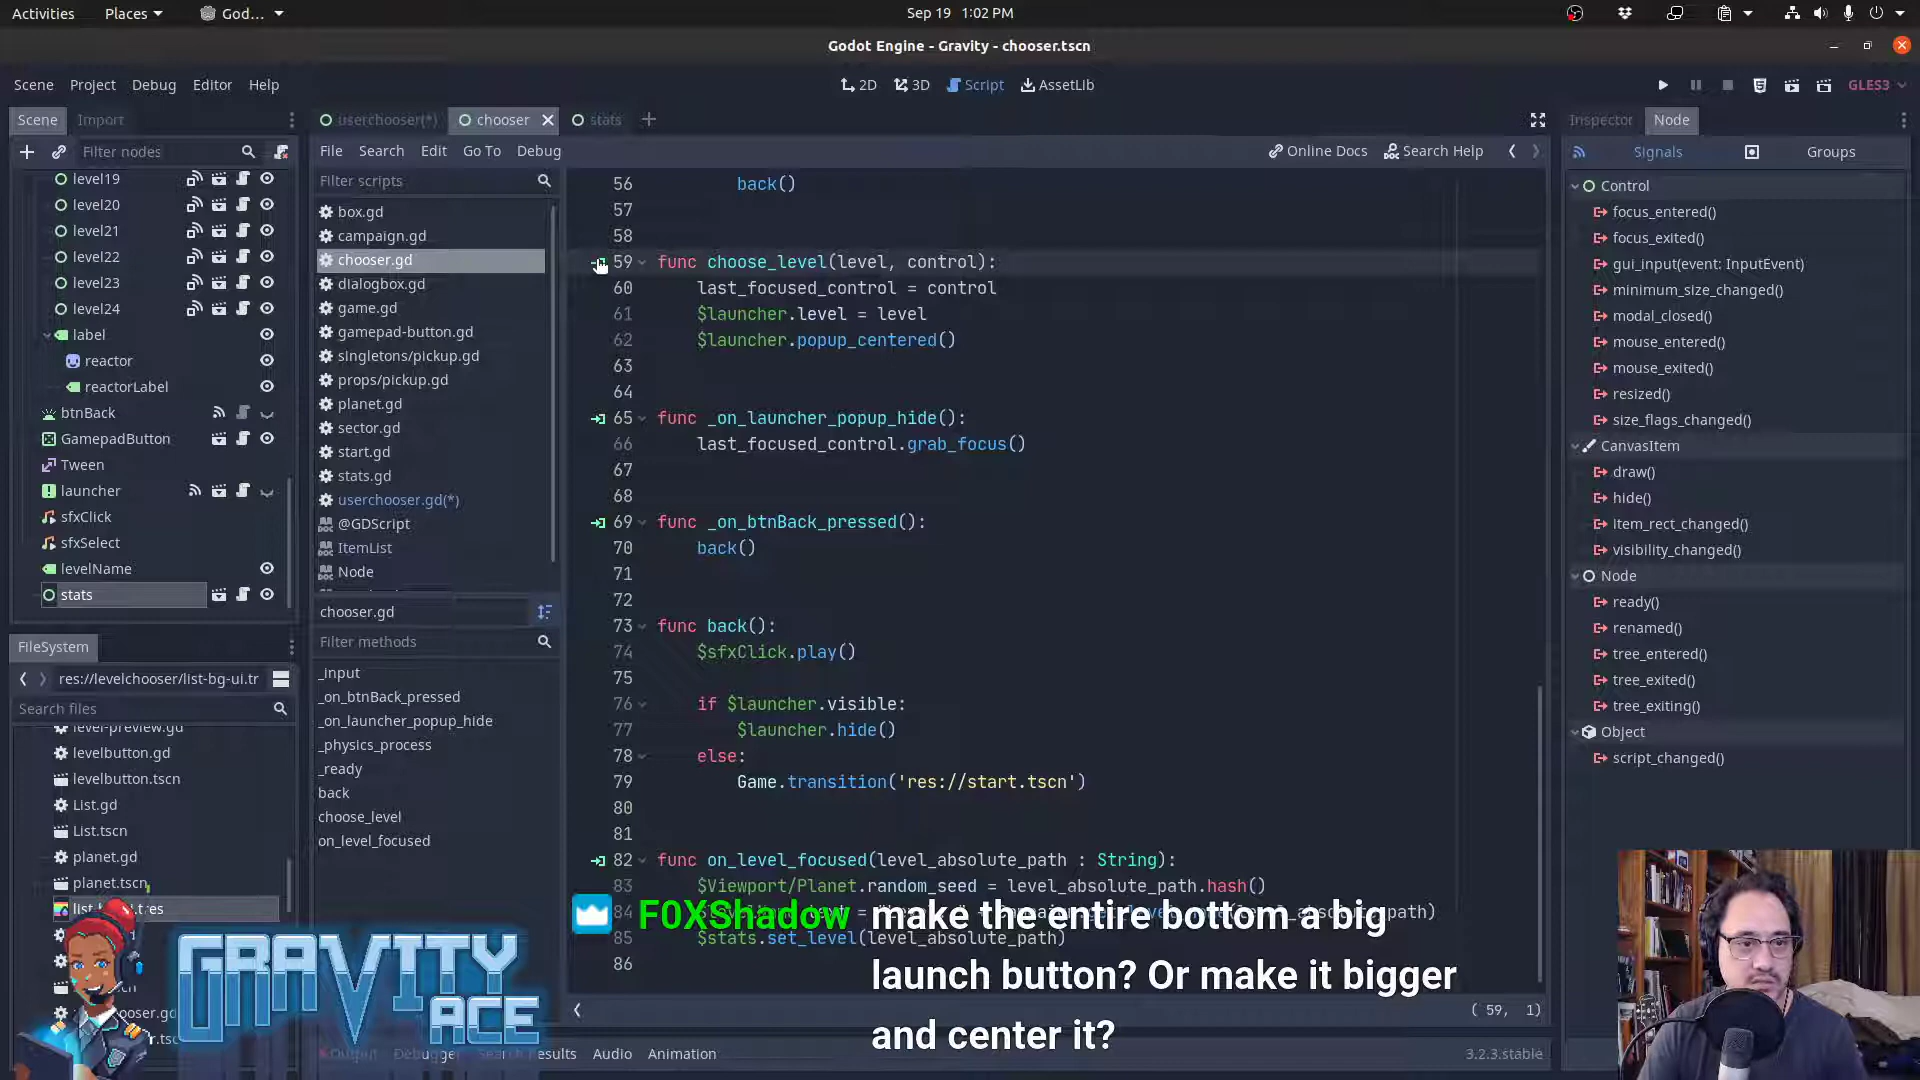 Activities
Places
God...
Sep 19 1:02 PM
Godot Engine - Gravity - chooser.tscn
Scene Project Debug Editor Help
2D 3D Script AssetLib
GLES3
Scene Import
Filter nodes
level19
level20
level21
level22
level23
level24
label
reactor
reactorLabel
btnBack
GamepadButton
Tween
launcher
sfxClick
sfxSelect
levelName
stats
FileSystem
res://levelchooser/list-bg-ui.tr
Search files
level-preview.gd
levelbutton.gd
levelbutton.tscn
List.gd
List.tscn
planet.gd
planet.tscn
userchooser(*) chooser stats
File Search Edit Go To Debug
Online Docs Search Help
Filter scripts
box.gd
campaign.gd
chooser.gd
dialogbox.gd
game.gd
gamepad-button.gd
singletons/pickup.gd
props/pickup.gd
planet.gd
sector.gd
start.gd
stats.gd
userchooser.gd(*)
@GDScript
ItemList
Node
chooser.gd
Filter methods
_input
_on_btnBack_pressed
_on_launcher_popup_hide
_physics_process
_ready
back
choose_level
on_level_focused
56 back()
57
58
59 func choose_level(level, control):
60 last_focused_control = control
61 $launcher.level = level
62 $launcher.popup_centered()
63
64
65 func _on_launcher_popup_hide():
66 last_focused_control.grab_focus()
67
68
69 func _on_btnBack_pressed():
70 back()
71
72
73 func back():
74 $sfxClick.play()
75
76 if $launcher.visible:
77 $launcher.hide()
78 else:
79 Game.transition('res://start.tscn')
80
81
82 func on_level_focused(level_absolute_path : String):
83 $Viewport/Planet.random_seed = level_absolute_path.hash()
84
85 $stats.set_level(level_absolute_path)
86
( 59, 1)
Output Debugger Search Results Audio Animation
3.2.3.stable
Inspector Node
Signals Groups
Control
focus_entered()
focus_exited()
gui_input(event: InputEvent)
minimum_size_changed()
modal_closed()
mouse_entered()
mouse_exited()
resized()
size_flags_changed()
CanvasItem
draw()
hide()
item_rect_changed()
visibility_changed()
Node
ready()
renamed()
tree_entered()
tree_exited()
tree_exiting()
Object
script_changed()
F0XShadow make the entire bottom a big
launch button? Or make it bigger
and center it?
GRAVITY
ACE